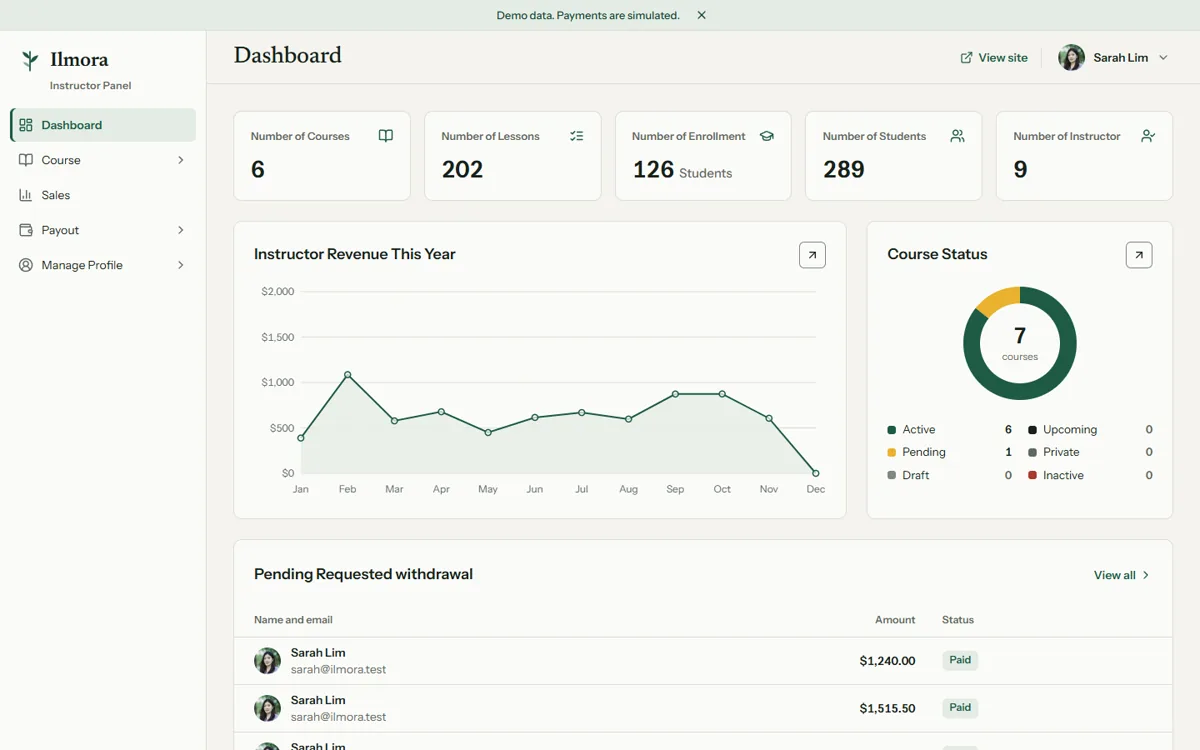 Demo data. Payments are simulated.
Ilmora
Instructor Panel
Dashboard
Course
Sales
Payout
Manage Profile
Dashboard
View site
Sarah Lim
Number of Courses
6
Number of Lessons
202
Number of Enrollment
126 Students
Number of Students
289
Number of Instructor
9
Instructor Revenue This Year
$2,000
$1,500
$1,000
$500
$0
Jan Feb Mar Apr May Jun Jul Aug Sep Oct Nov Dec
Course Status
7
courses
Active 6 Upcoming 0
Pending 1 Private 0
Draft 0 Inactive 0
Pending Requested withdrawal
View all
Name and email Amount Status
Sarah Lim
sarah@ilmora.test
$1,240.00 Paid
Sarah Lim
sarah@ilmora.test
$1,515.50 Paid
Sarah Lim